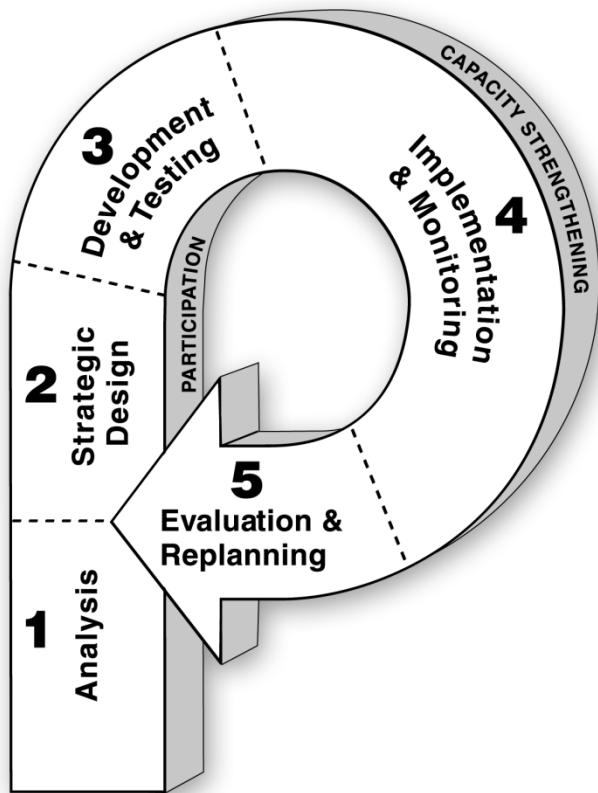 1
Analysis
2
Strategic
Design
3
Development
& Testing
4
Implementation
& Monitoring
5
Evaluation &
Replanning
PARTICIPATION
CAPACITY STRENGTHENING